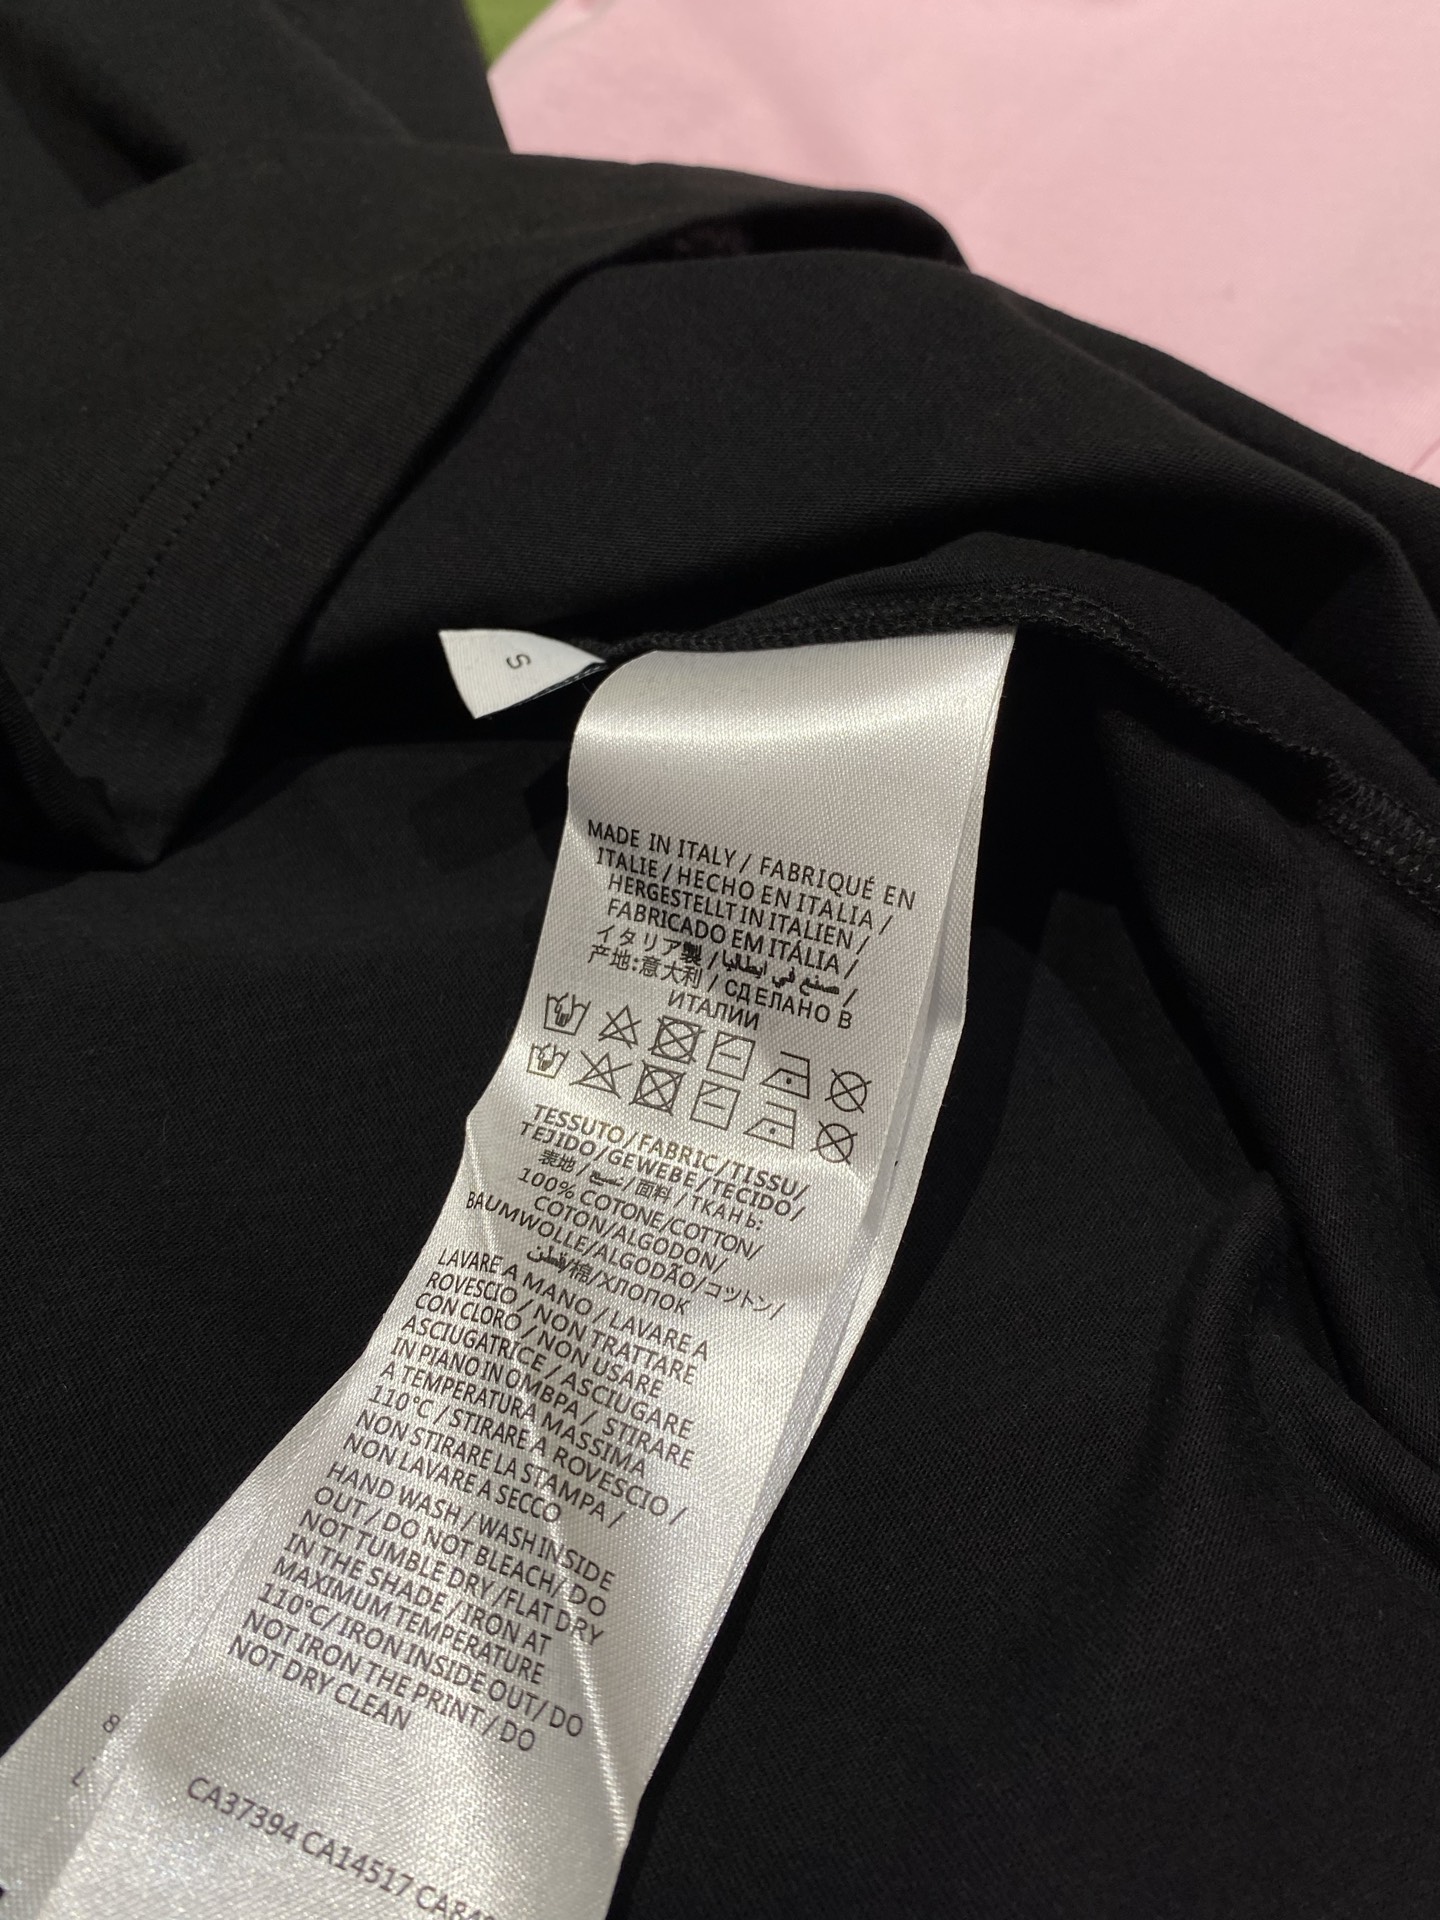 S
MADE IN ITALY / FABRIQUÉ EN
ITALIE / HECHO EN ITALIA /
HERGESTELLT IN ITALIEN /
FABRICADO EM ITÁLIA /
イタリア製 / صنع في ايطاليا /
产地:意大利 / СДЕЛАНО В
ИТАЛИИ
TESSUTO/FABRIC/TISSU/
TEJIDO/GEWEBE/TECIDO/
表地 / نسيج / 面料 / ТКАНЬ:
100% COTONE/COTTON/
COTON/ALGODON/
BAUMWOLLE/ALGODÃO/コットン/
قطن/棉/ХЛОПОК
LAVARE A MANO / LAVARE A
ROVESCIO / NON TRATTARE
CON CLORO / NON USARE
ASCIUGATRICE / ASCIUGARE
IN PIANO IN OMBPA / STIRARE
A TEMPERATURA MASSIMA
110°C / STIRARE A ROVESCIO /
NON STIRARE LA STAMPA /
NON LAVARE A SECCO
HAND WASH / WASH INSIDE
OUT / DO NOT BLEACH/ DO
NOT TUMBLE DRY /FLAT DRY
IN THE SHADE / IRON AT
MAXIMUM TEMPERATURE
110°C/ IRON INSIDE OUT/ DO
NOT IRON THE PRINT / DO
NOT DRY CLEAN
8
CA37394 CA14517